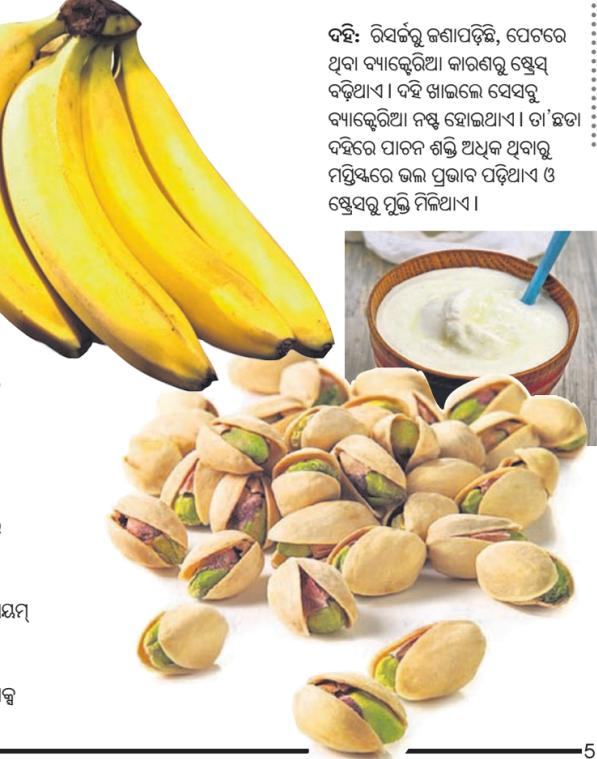 ଦହି: ରିସର୍ଚ୍ଚରୁ ଜଣାପଡ଼ିଛି, ପେଟରେ
ଥିବା ବ୍ୟାକ୍ଟେରିଆ କାରଣରୁ ଷ୍ଟ୍ରେସ୍
ବଢ଼ିଥାଏ । ଦହି ଖାଇଲେ ସେସବୁ
ବ୍ୟାକ୍ଟେରିଆ ନଷ୍ଟ ହୋଇଥାଏ । ତା'ଛଡା
ଦହିରେ ପାଚନ ଶକ୍ତି ଅଧିକ ଥିବାରୁ
ମସ୍ତିସ୍କରେ ଭଲ ପ୍ରଭାବ ପଡ଼ିଥାଏ ଓ
ଷ୍ଟ୍ରେସରୁ ମୁକ୍ତି ମିଳିଥାଏ ।
5